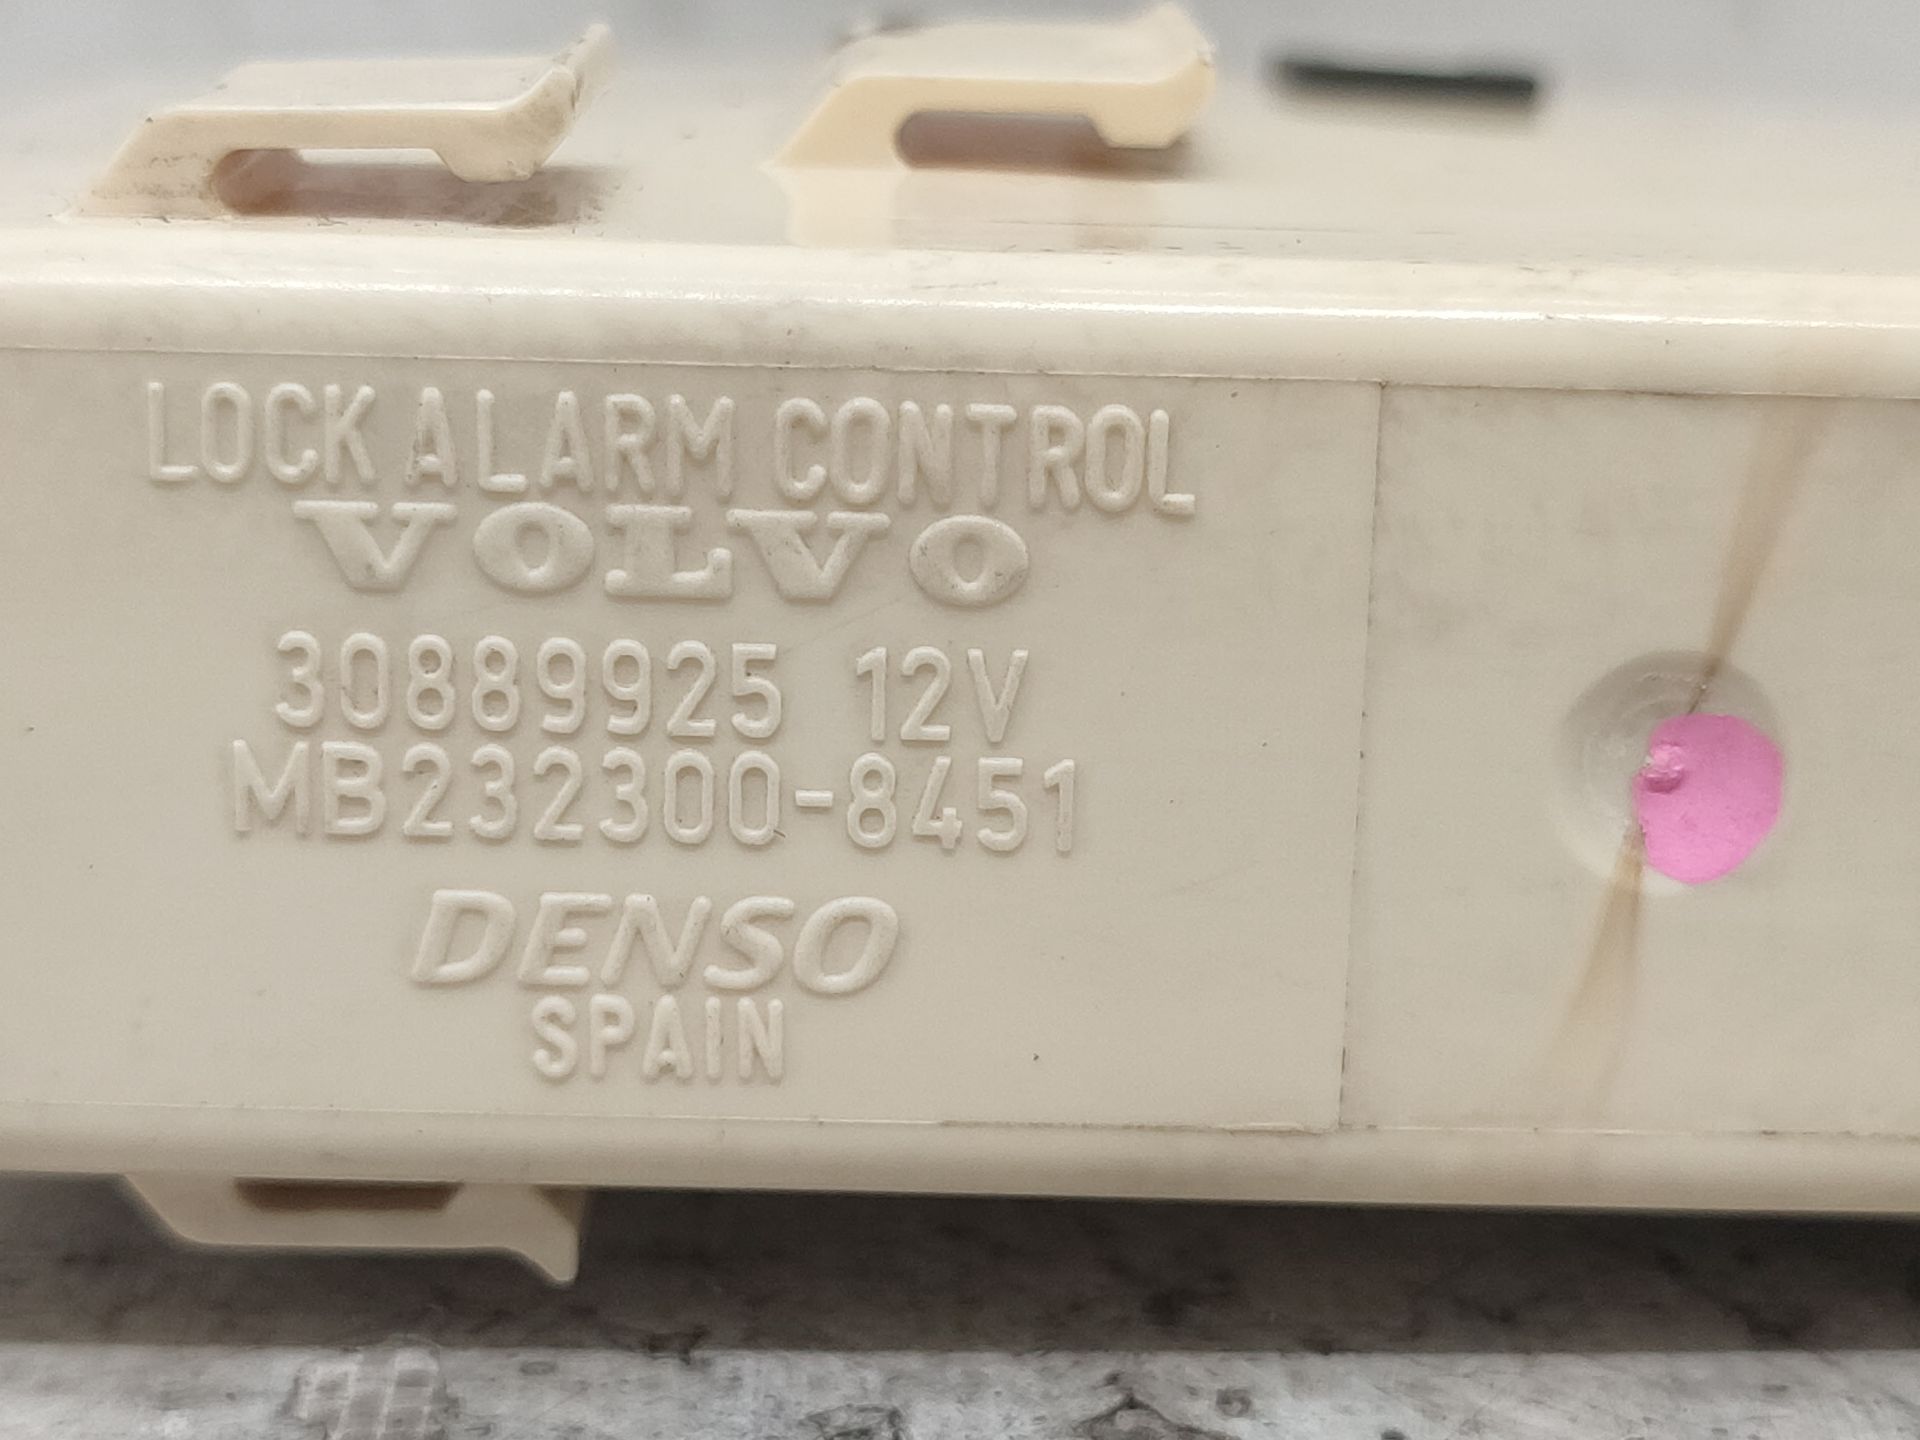 LOCK ALARM CONTROL
VOLVO
30889925 12V
MB232300-8451
DENSO
SPAIN